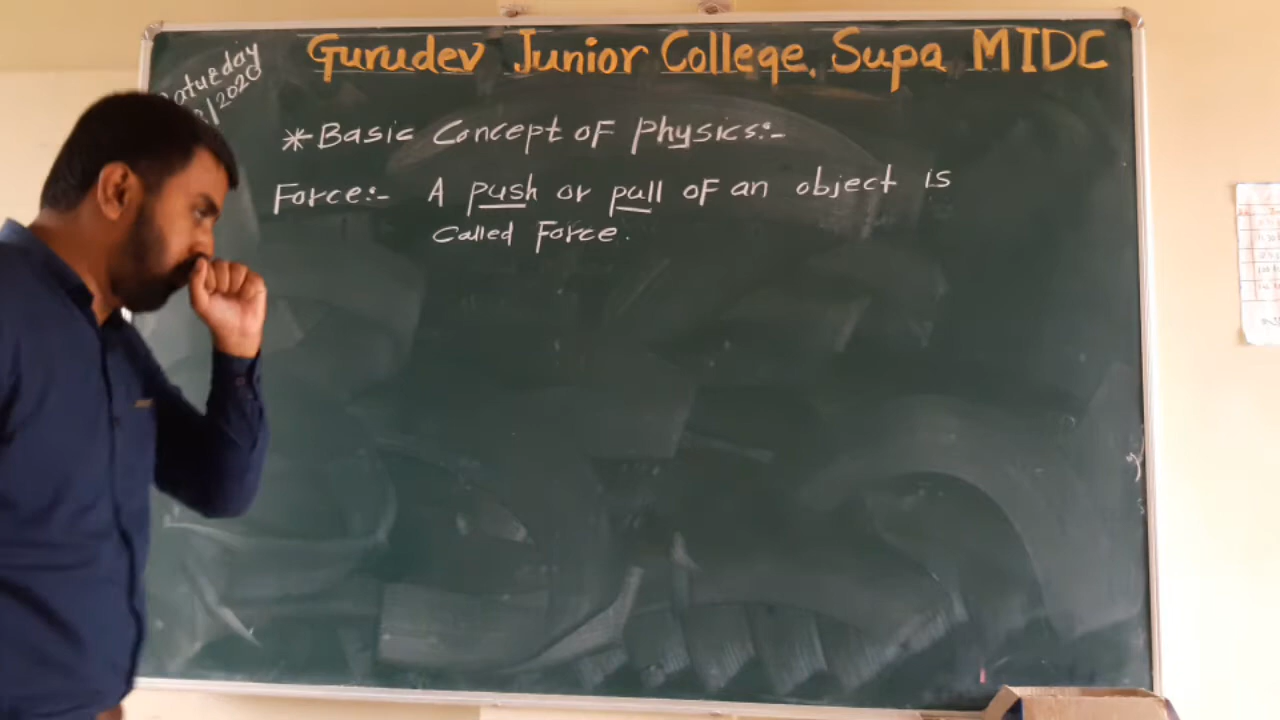 Gurudev Junior College, Supa MIDC
/2020
* Basic Concept of Physics:-
Force:- A push or pull of an object is
called Force.